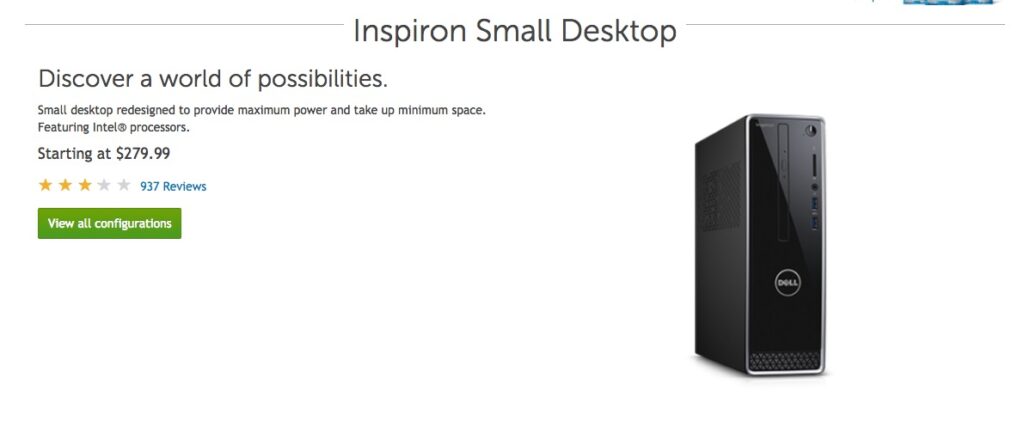 Inspiron Small Desktop
Discover a world of possibilities.
Small desktop redesigned to provide maximum power and take up minimum space.
Featuring Intel® processors.
Starting at $279.99
937 Reviews
View all configurations
DELL